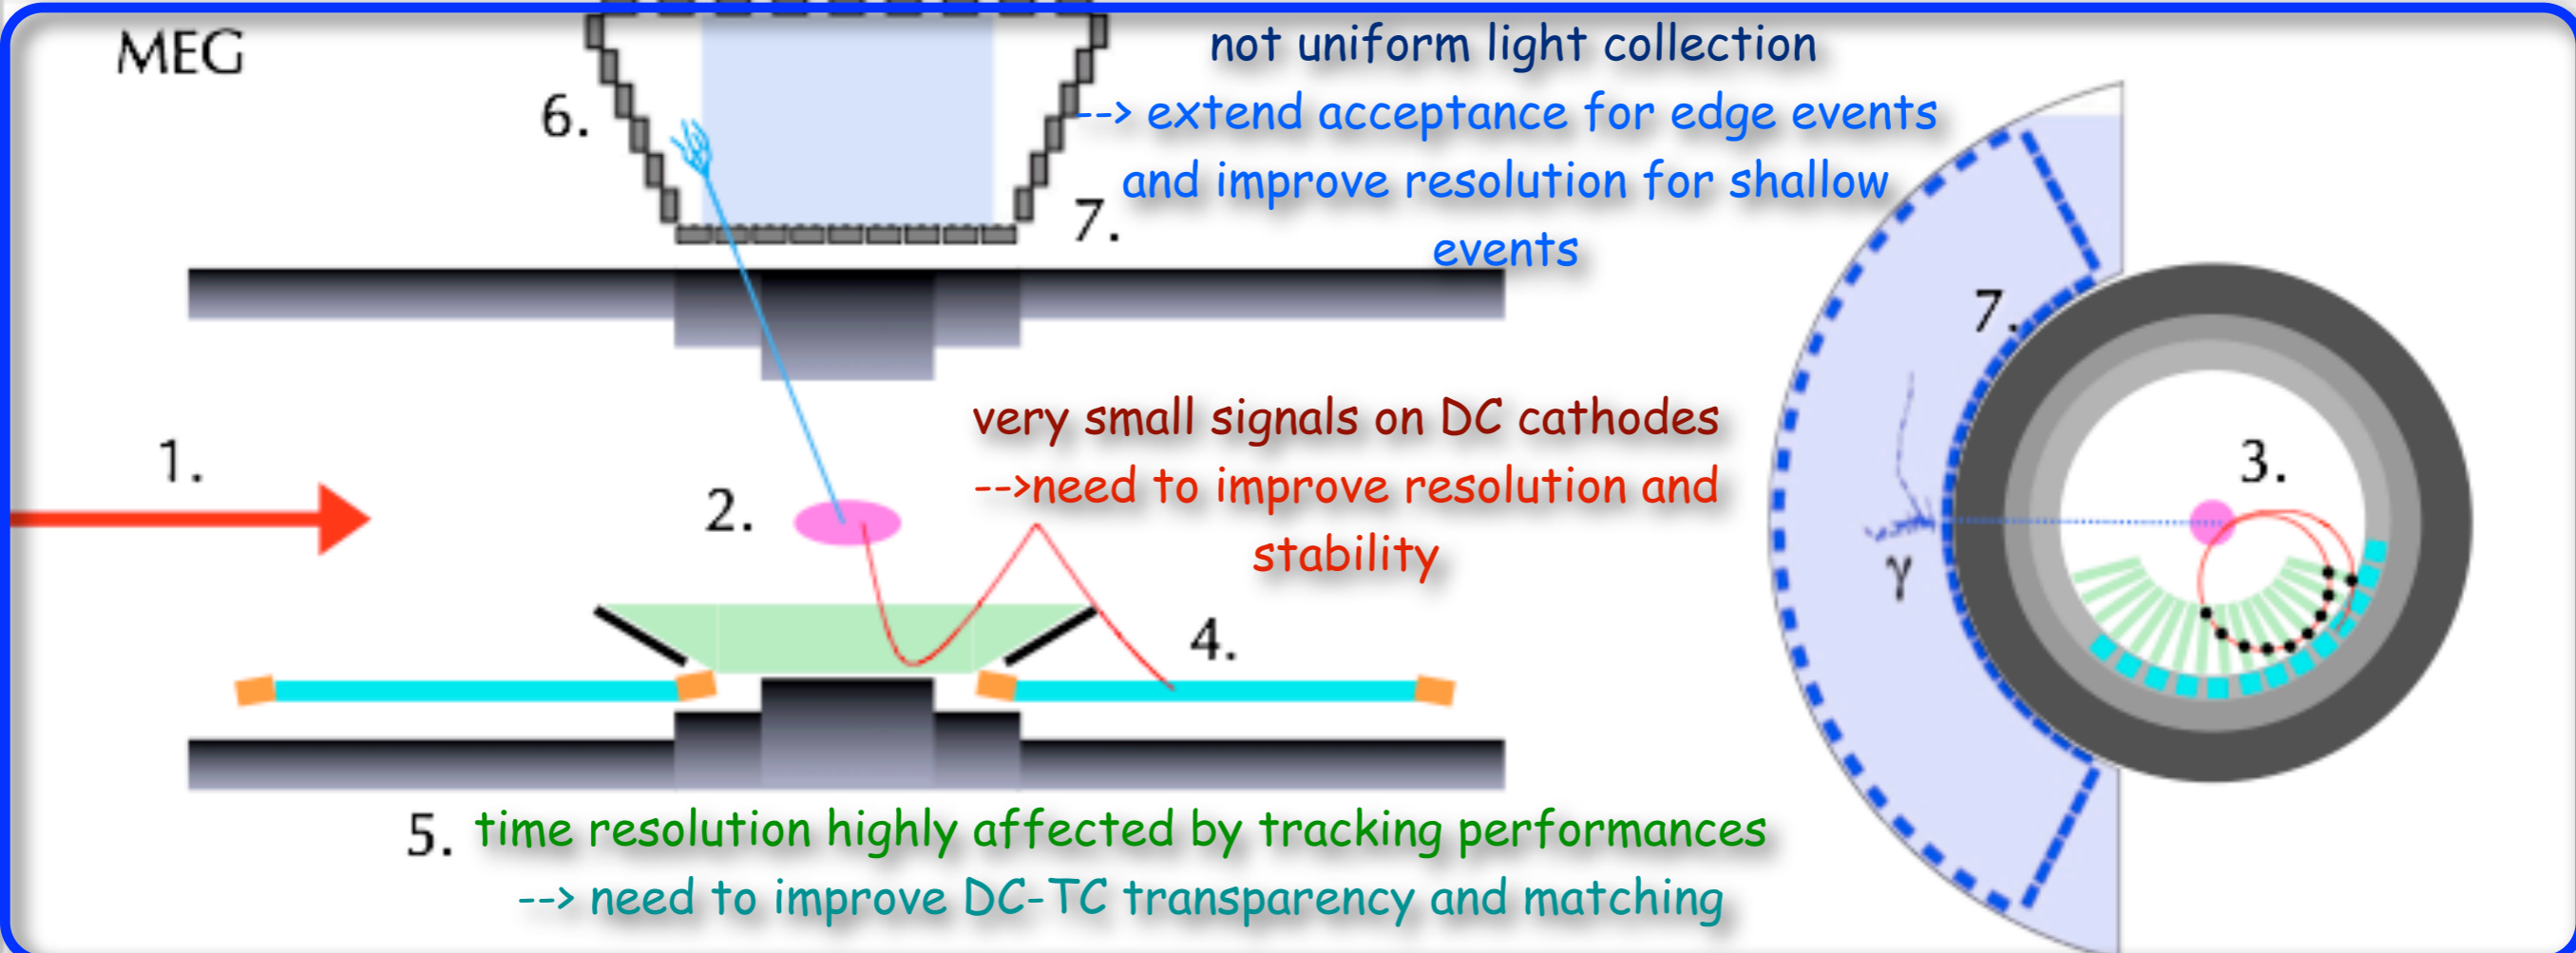 MEG
not uniform light collection
6.
--> extend acceptance for edge events
and improve resolution for shallow
7.
events
7.
very small signals on DC cathodes
1.
3.
-->need to improve resolution and
2.
stability
γ
4.
5. time resolution highly affected by tracking performances
--> need to improve DC-TC transparency and matching